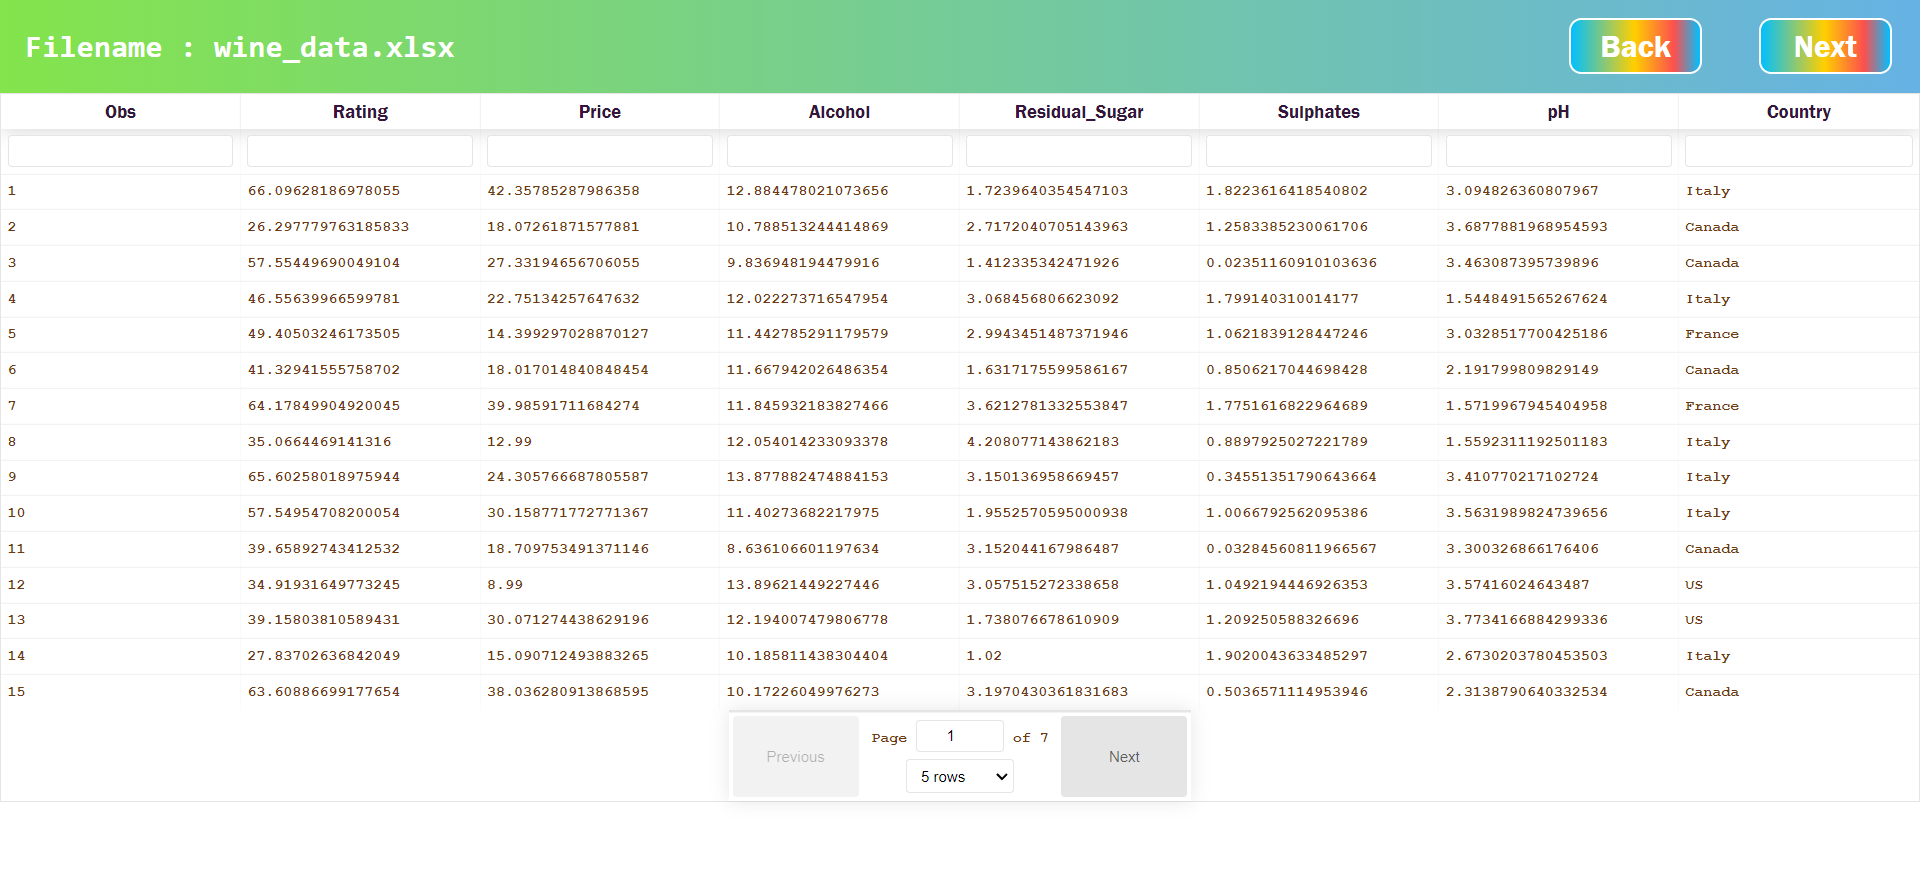 Filename : wine_data.xlsx Back Next
Obs Rating Price Alcohol Residual_Sugar Sulphates pH Country
1 66.09628186978055 42.35785287986358 12.884478021073656 1.7239640354547103 1.8223616418540802 3.094826360807967 Italy
2 26.297779763185833 18.07261871577881 10.788513244414869 2.7172040705143963 1.2583385230061706 3.6877881968954593 Canada
3 57.55449690049104 27.33194656706055 9.836948194479916 1.412335342471926 0.02351160910103636 3.463087395739896 Canada
4 46.55639966599781 22.75134257647632 12.022273716547954 3.068456806623092 1.799140310014177 1.5448491565267624 Italy
5 49.40503246173505 14.399297028870127 11.442785291179579 2.9943451487371946 1.0621839128447246 3.0328517700425186 France
6 41.32941555758702 18.017014840848454 11.667942026486354 1.6317175599586167 0.8506217044698428 2.191799809829149 Canada
7 64.17849904920045 39.98591711684274 11.845932183827466 3.6212781332553847 1.7751616822964689 1.5719967945404958 France
8 35.0664469141316 12.99 12.054014233093378 4.208077143862183 0.8897925027221789 1.5592311192501183 Italy
9 65.60258018975944 24.305766687805587 13.877882474884153 3.150136958669457 0.34551351790643664 3.410770217102724 Italy
10 57.54954708200054 30.158771772771367 11.40273682217975 1.9552570595000938 1.0066792562095386 3.5631989824739656 Italy
11 39.65892743412532 18.709753491371146 8.636106601197634 3.152044167986487 0.03284560811966567 3.300326866176406 Canada
12 34.91931649773245 8.99 13.89621449227446 3.057515272338658 1.0492194446926353 3.57416024643487 US
13 39.15803810589431 30.071274438629196 12.194007479806778 1.738076678610909 1.209250588326696 3.7734166884299336 US
14 27.83702636842049 15.090712493883265 10.185811438304404 1.02 1.9020043633485297 2.6730203780453503 Italy
15 63.60886699177654 38.036280913868595 10.17226049976273 3.1970430361831683 0.5036571114953946 2.3138790640332534 Canada
Previous Page 1 of 7 Next
5 rows